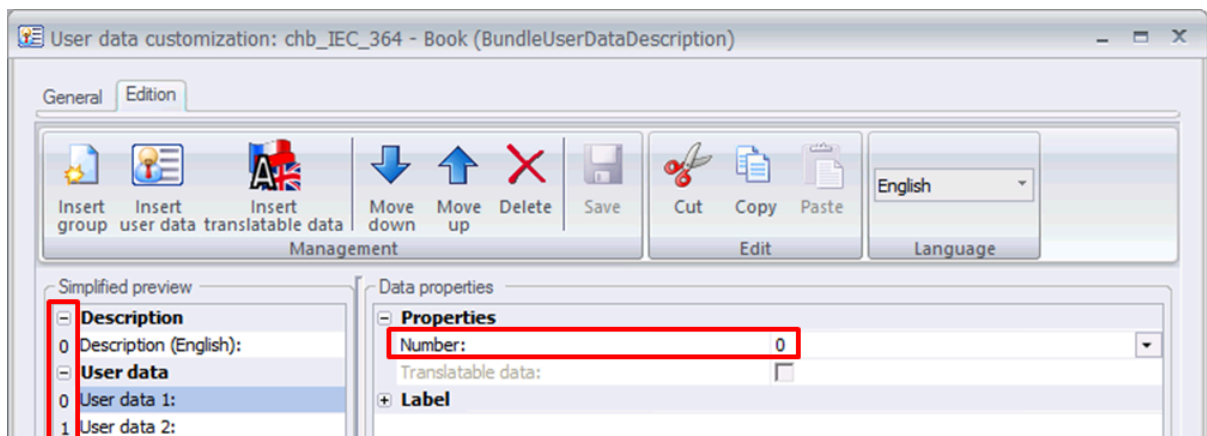 User data customization: chb_IEC_364 - Book (BundleUserDataDescription)
General Edition
Insert group Insert user data Insert translatable data Move down Move up Delete Save Cut Copy Paste English
Management Edit Language
Simplified preview Data properties
Description Properties
0 Description (English): Number: 0
User data Translatable data:
0 User data 1: Label
1 User data 2: